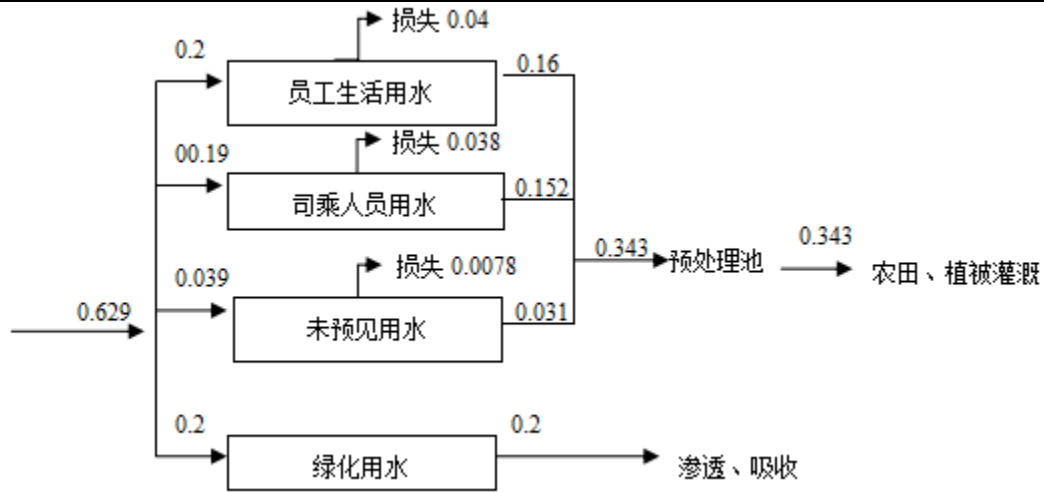 损失 0.04
0.2
员工生活用水
0.16
损失 0.038
00.19
司乘人员用水
0.152
0.343
预处理池
0.343
农田、植被灌溉
损失 0.0078
0.039
0.629
未预见用水
0.031
0.2
绿化用水
0.2
渗透、吸收